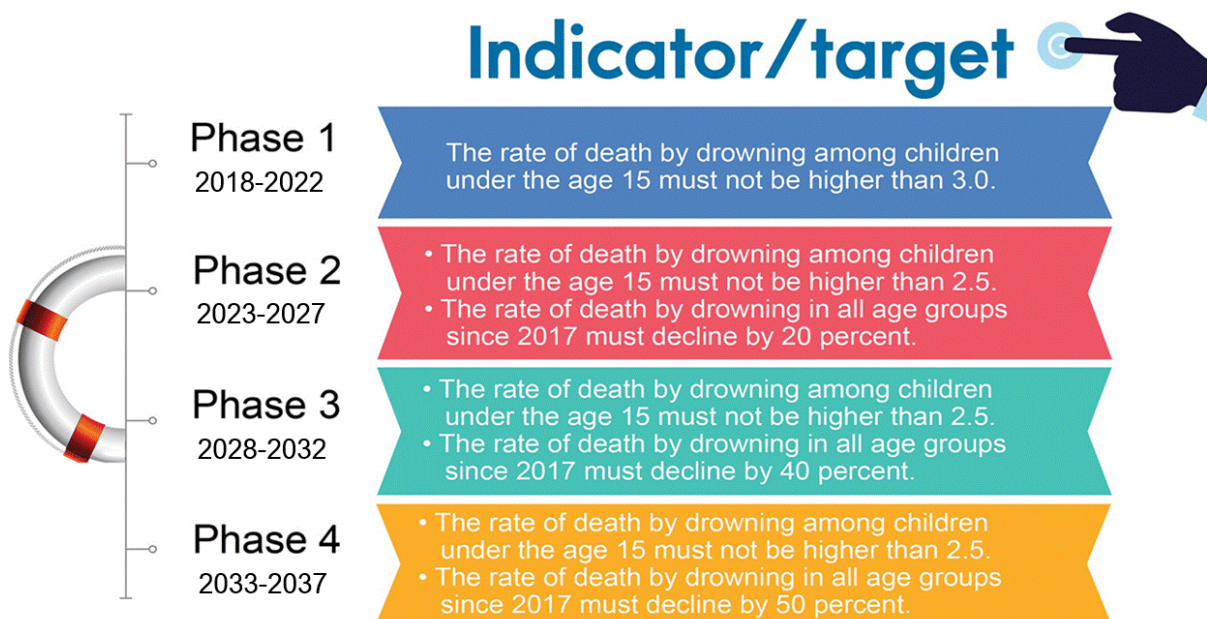 Indicator/target
Phase 1
2018-2022
The rate of death by drowning among children
under the age 15 must not be higher than 3.0.
Phase 2
2023-2027
• The rate of death by drowning among children
under the age 15 must not be higher than 2.5.
• The rate of death by drowning in all age groups
since 2017 must decline by 20 percent.
Phase 3
2028-2032
• The rate of death by drowning among children
under the age 15 must not be higher than 2.5.
• The rate of death by drowning in all age groups
since 2017 must decline by 40 percent.
Phase 4
2033-2037
• The rate of death by drowning among children
under the age 15 must not be higher than 2.5.
• The rate of death by drowning in all age groups
since 2017 must decline by 50 percent.